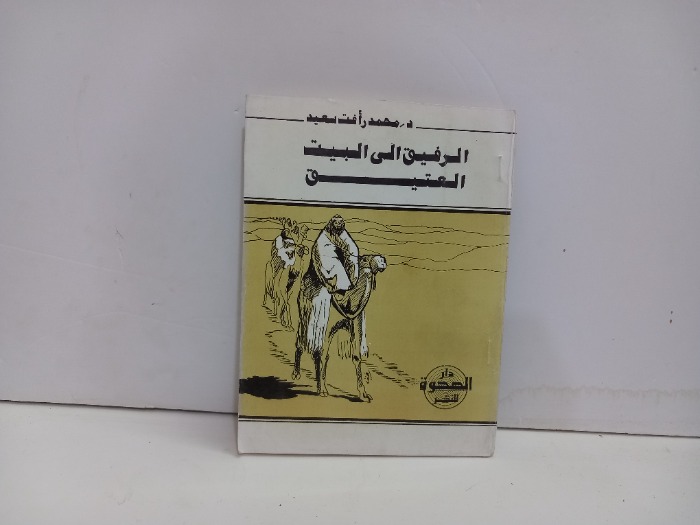 د. محمد رأفت سعيد
الرفيق الى البيت
العتيق
دار
الصحوة
للنشر